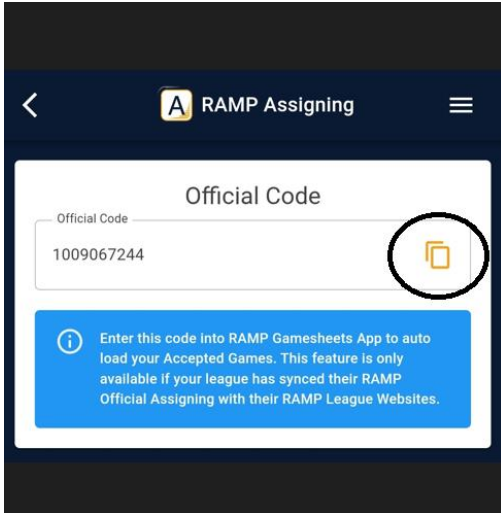 A RAMP Assigning
Official Code
Official Code
1009067244
Enter this code into RAMP Gamesheets App to auto
load your Accepted Games. This feature is only
available if your league has synced their RAMP
Official Assigning with their RAMP League Websites.